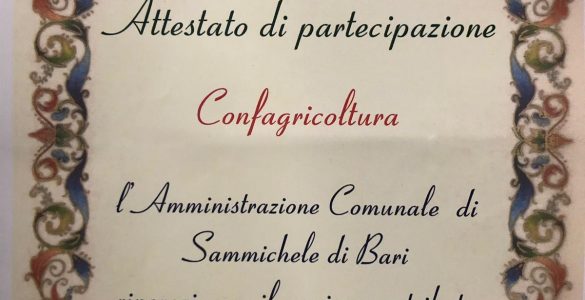 Attestato di partecipazione
Confagricoltura
l'Amministrazione Comunale di
Sammichele di Bari